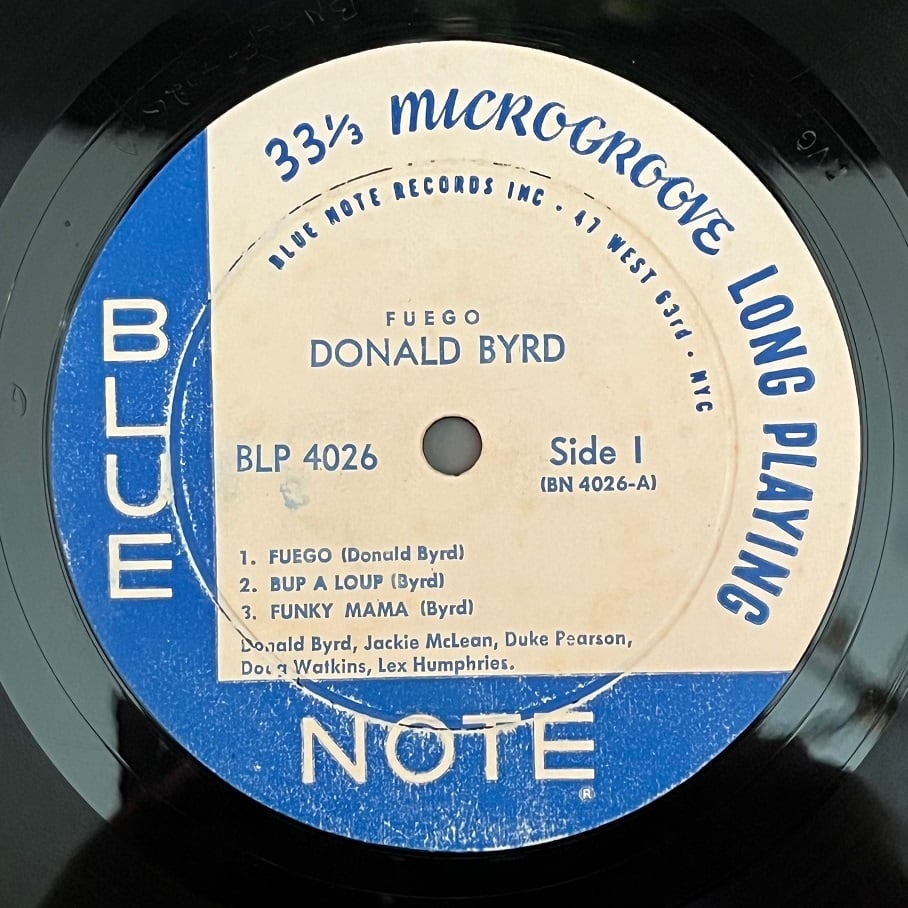 33⅓ MICROGROOVE LONG PLAYING
BLUE NOTE RECORDS INC • 47 WEST 63rd • NYC
FUEGO
DONALD BYRD
BLP 4026
Side 1
(BN 4026-A)
1. FUEGO (Donald Byrd)
2. BUP A LOUP (Byrd)
3. FUNKY MAMA (Byrd)
Donald Byrd, Jackie McLean, Duke Pearson,
Doug Watkins, Lex Humphries.
BLUE
NOTE
®